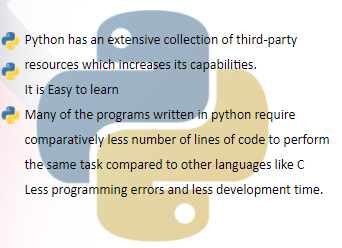 Python has an extensive collection of third-party
resources which increases its capabilities.
It is Easy to learn
Many of the programs written in python require
comparatively less number of lines of code to perform
the same task compared to other languages like C
Less programming errors and less development time.